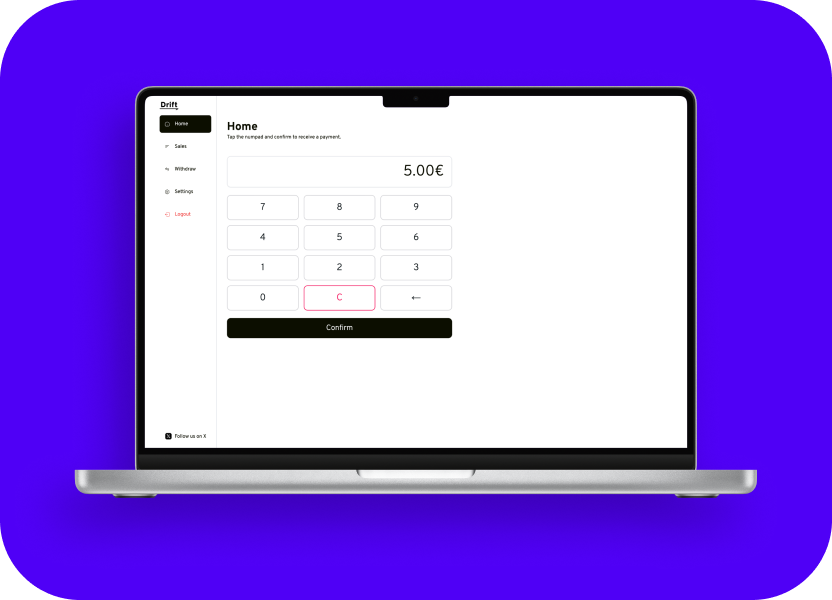 Drift
Home
Sales
Withdraw
Settings
Logout
Follow us on X
Home
Tap the numpad and confirm to receive a payment.
5.00€
7 8 9
4 5 6
1 2 3
0 C ←
Confirm